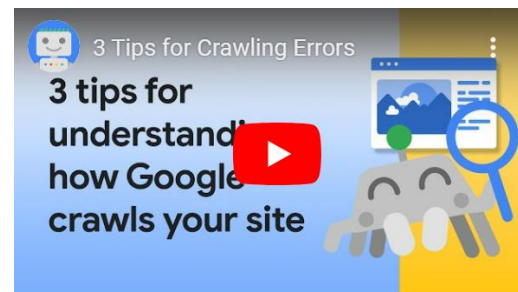 3 Tips for Crawling Errors
3 tips for
understandi
how Google
crawls your site